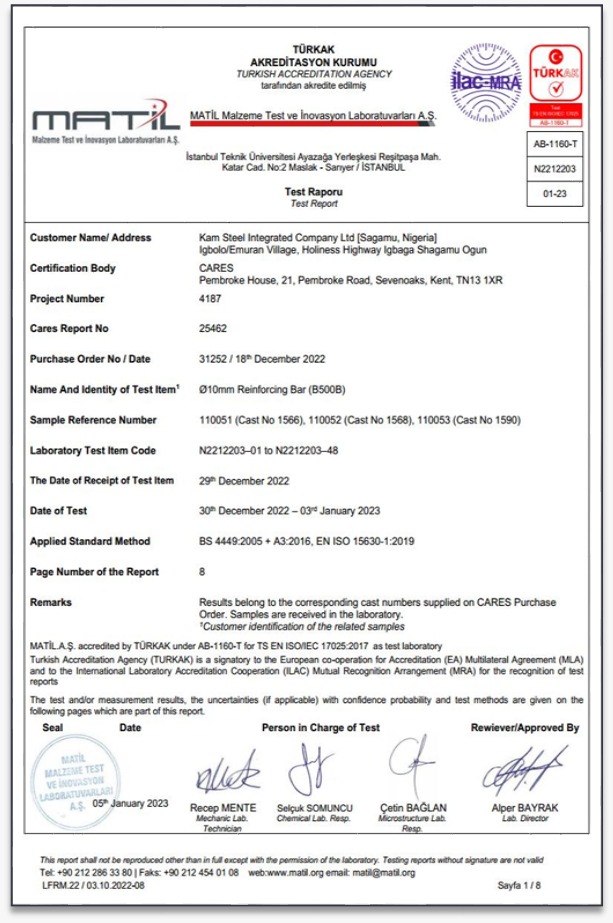 TÜRKAK
AKREDİTASYON KURUMU
TURKISH ACCREDITATION AGENCY
tarafından akredite edilmiş
ilac-MRA
TÜRKAK
Test
TS EN ISO/IEC 17025
AB-1160-T
MATİL
Malzeme Test ve İnovasyon Laboratuvarları A.Ş.
MATİL Malzeme Test ve İnovasyon Laboratuvarları A.Ş.
İstanbul Teknik Üniversitesi Ayazağa Yerleşkesi Reşitpaşa Mah.
Katar Cad. No:2 Maslak - Sarıyer / İSTANBUL
AB-1160-T
N2212203
01-23
Test Raporu
Test Report
Customer Name/ Address Kam Steel Integrated Company Ltd [Sagamu, Nigeria]
Igbolo/Emuran Village, Holiness Highway Igbaga Shagamu Ogun
Certification Body CARES
Pembroke House, 21, Pembroke Road, Sevenoaks, Kent, TN13 1XR
Project Number 4187
Cares Report No 25462
Purchase Order No / Date 31252 / 18th December 2022
Name And Identity of Test Item¹ Ø10mm Reinforcing Bar (B500B)
Sample Reference Number 110051 (Cast No 1566), 110052 (Cast No 1568), 110053 (Cast No 1590)
Laboratory Test Item Code N2212203–01 to N2212203–48
The Date of Receipt of Test Item 29th December 2022
Date of Test 30th December 2022 – 03rd January 2023
Applied Standard Method BS 4449:2005 + A3:2016, EN ISO 15630-1:2019
Page Number of the Report 8
Remarks Results belong to the corresponding cast numbers supplied on CARES Purchase
Order. Samples are received in the laboratory.
¹Customer identification of the related samples
MATİL.A.Ş. accredited by TÜRKAK under AB-1160-T for TS EN ISO/IEC 17025:2017 as test laboratory
Turkish Accreditation Agency (TURKAK) is a signatory to the European co-operation for Accreditation (EA) Multilateral Agreement (MLA)
and to the International Laboratory Accreditation Cooperation (ILAC) Mutual Recognition Arrangement (MRA) for the recognition of test
reports
The test and/or measurement results, the uncertainties (if applicable) with confidence probability and test methods are given on the
following pages which are part of this report.
Seal Date Person in Charge of Test Rewiever/Approved By
MATİL
MALZEME TEST
VE İNOVASYON
LABORATUVARLARI
A.Ş.
05th January 2023
Recep MENTE Selçuk SOMUNCU Çetin BAĞLAN Alper BAYRAK
Mechanic Lab. Chemical Lab. Resp. Microstructure Lab. Lab. Director
Technician Resp.
This report shall not be reproduced other than in full except with the permission of the laboratory. Testing reports without signature are not valid
Tel: +90 212 286 33 80 | Faks: +90 212 454 01 08 web:www.matil.org email: matil@matil.org
LFRM.22 / 03.10.2022-08 Sayfa 1 / 8